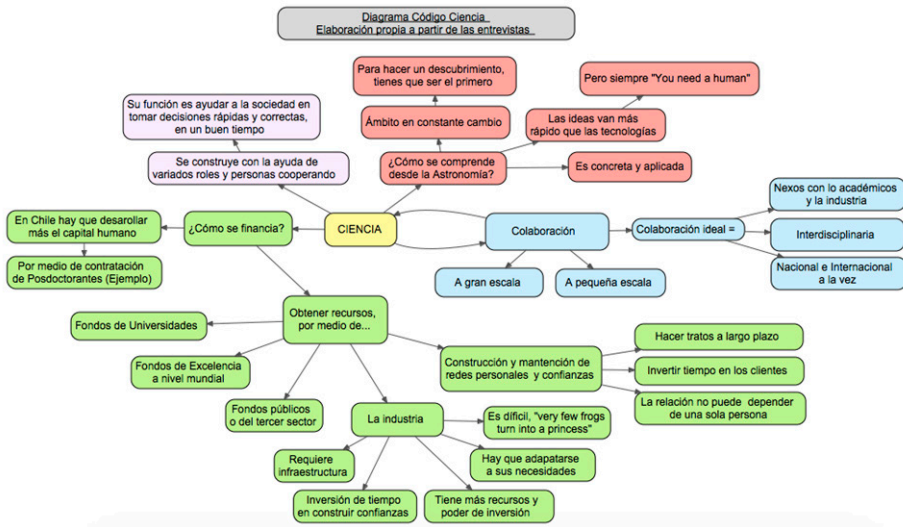 Diagrama Código Ciencia
Elaboración propia a partir de las entrevistas
Para hacer un descubrimiento,
tienes que ser el primero
Pero siempre "You need a human"
Su función es ayudar a la sociedad en
tomar decisiones rápidas y correctas,
en un buen tiempo
Ámbito en constante cambio
Las ideas van más
rápido que las tecnologías
Se construye con la ayuda de
variados roles y personas cooperando
¿Cómo se comprende
desde la Astronomía?
Es concreta y aplicada
Nexos con lo académicos
y la industria
En Chile hay que desarollar
más el capital humano
¿Cómo se financia?
CIENCIA
Colaboración
Colaboración ideal =
Interdisciplinaria
Por medio de contratación
de Posdoctorantes (Ejemplo)
A gran escala
A pequeña escala
Nacional e Internacional
a la vez
Obtener recursos,
por medio de...
Fondos de Universidades
Hacer tratos a largo plazo
Fondos de Excelencia
a nivel mundial
Construcción y mantención de
redes personales y confianzas
Invertir tiempo en los clientes
Fondos públicos
o del tercer sector
La industria
Es díficil, "very few frogs
turn into a princess"
La relación no puede depender
de una sola persona
Requiere
infraestructura
Hay que adapatarse
a sus necesidades
Inversión de tiempo
en construir confianzas
Tiene más recursos y
poder de inversión